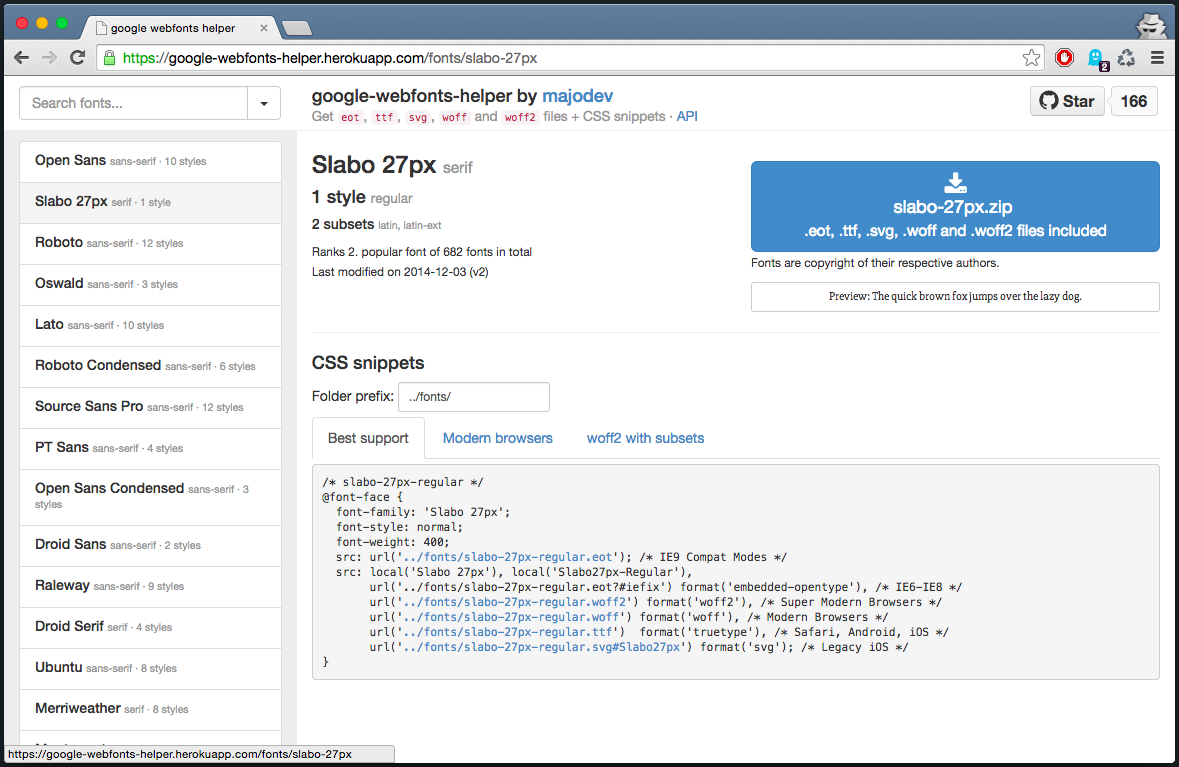 google webfonts helper
https://google-webfonts-helper.herokuapp.com/fonts/slabo-27px
2
Search fonts...
google-webfonts-helper by majodev
Get eot, ttf, svg, woff and woff2 files + CSS snippets · API
Star 166
Open Sans sans-serif · 10 styles
Slabo 27px serif · 1 style
Roboto sans-serif · 12 styles
Oswald sans-serif · 3 styles
Lato sans-serif · 10 styles
Roboto Condensed sans-serif · 6 styles
Source Sans Pro sans-serif · 12 styles
PT Sans sans-serif · 4 styles
Open Sans Condensed sans-serif · 3
styles
Droid Sans sans-serif · 2 styles
Raleway sans-serif · 9 styles
Droid Serif serif · 4 styles
Ubuntu sans-serif · 8 styles
Merriweather serif · 8 styles
Slabo 27px serif
1 style regular
2 subsets latin, latin-ext
Ranks 2. popular font of 682 fonts in total
Last modified on 2014-12-03 (v2)
slabo-27px.zip
.eot, .ttf, .svg, .woff and .woff2 files included
Fonts are copyright of their respective authors.
Preview: The quick brown fox jumps over the lazy dog.
CSS snippets
Folder prefix: ../fonts/
Best support Modern browsers woff2 with subsets
/* slabo-27px-regular */
@font-face {
font-family: 'Slabo 27px';
font-style: normal;
font-weight: 400;
src: url('../fonts/slabo-27px-regular.eot'); /* IE9 Compat Modes */
src: local('Slabo 27px'), local('Slabo27px-Regular'),
url('../fonts/slabo-27px-regular.eot?#iefix') format('embedded-opentype'), /* IE6-IE8 */
url('../fonts/slabo-27px-regular.woff2') format('woff2'), /* Super Modern Browsers */
url('../fonts/slabo-27px-regular.woff') format('woff'), /* Modern Browsers */
url('../fonts/slabo-27px-regular.ttf') format('truetype'), /* Safari, Android, iOS */
url('../fonts/slabo-27px-regular.svg#Slabo27px') format('svg'); /* Legacy iOS */
}
https://google-webfonts-helper.herokuapp.com/fonts/slabo-27px